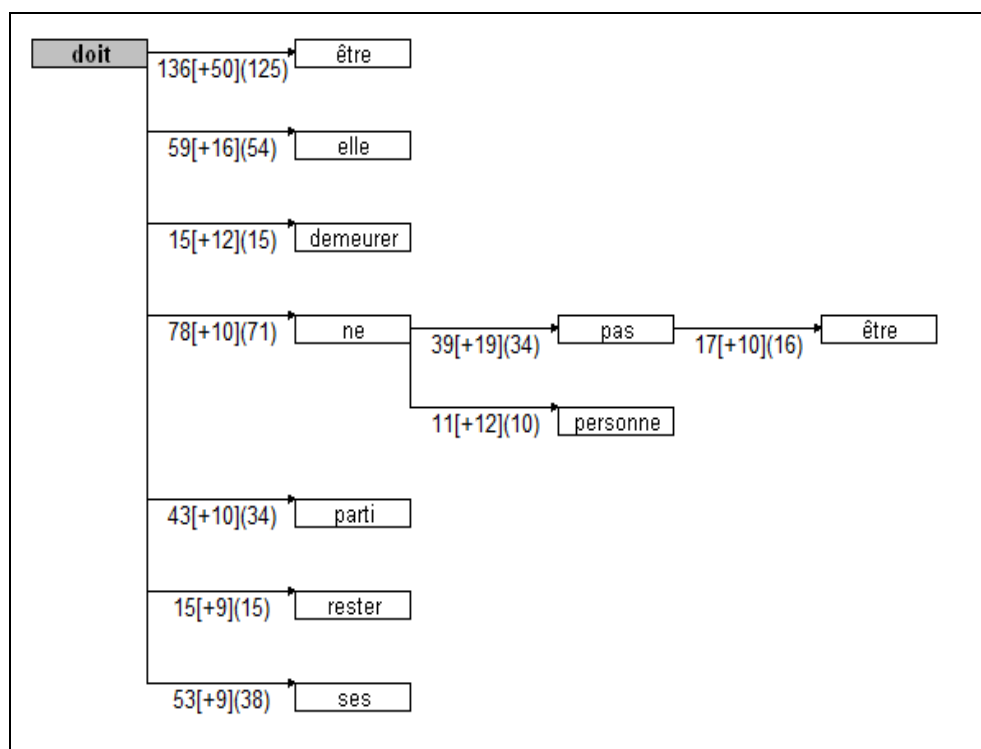 doit
être
136[+50](125)
elle
59[+16](54)
demeurer
15[+12](15)
ne
pas
être
78[+10](71)
39[+19](34)
17[+10](16)
personne
11[+12](10)
parti
43[+10](34)
rester
15[+9](15)
ses
53[+9](38)